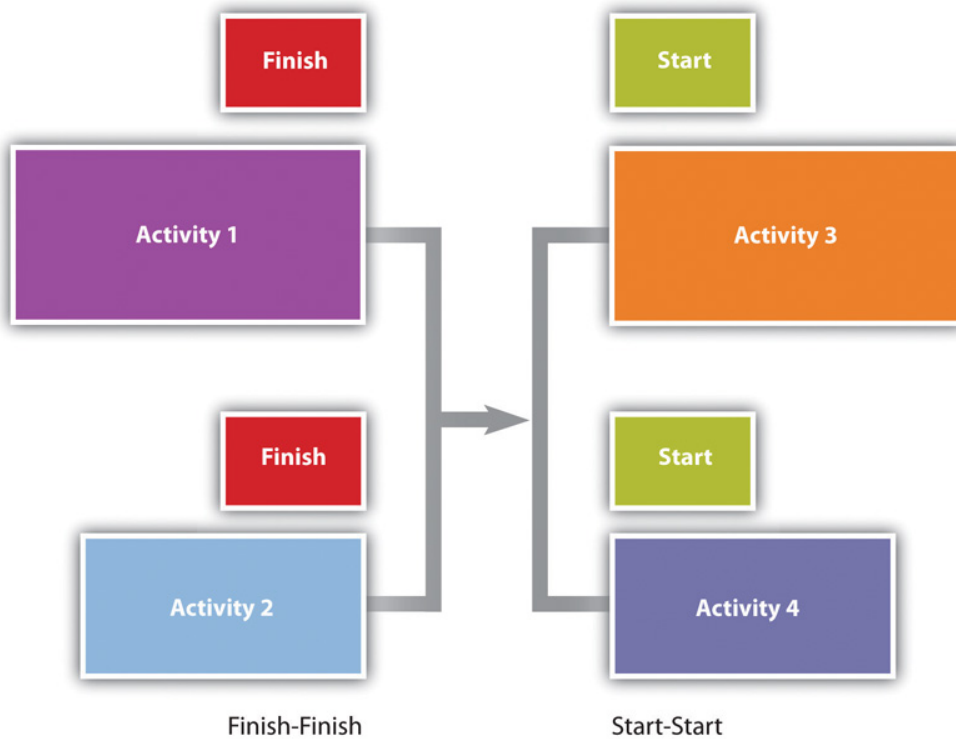 Finish
Start
Activity 1
Activity 3
Finish
Start
Activity 2
Activity 4
Finish-Finish
Start-Start